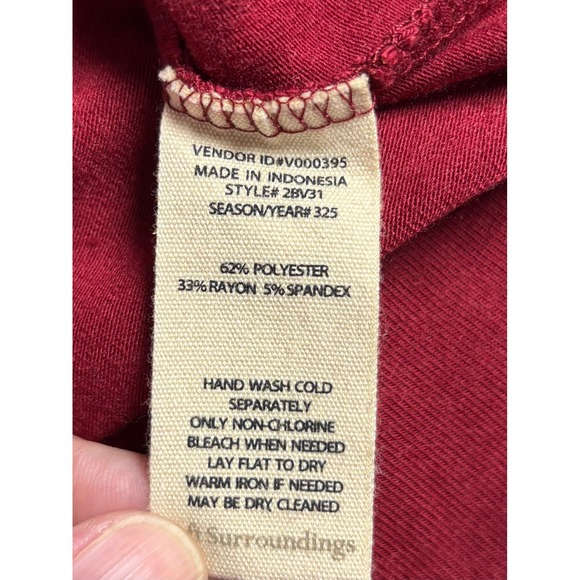 VENDOR ID#V000395
MADE IN INDONESIA
STYLE# 2BV31
SEASON/YEAR# 325
62% POLYESTER
33% RAYON 5% SPANDEX
HAND WASH COLD
SEPARATELY
ONLY NON-CHLORINE
BLEACH WHEN NEEDED
LAY FLAT TO DRY
WARM IRON IF NEEDED
MAY BE DRY CLEANED
ft Surroundings